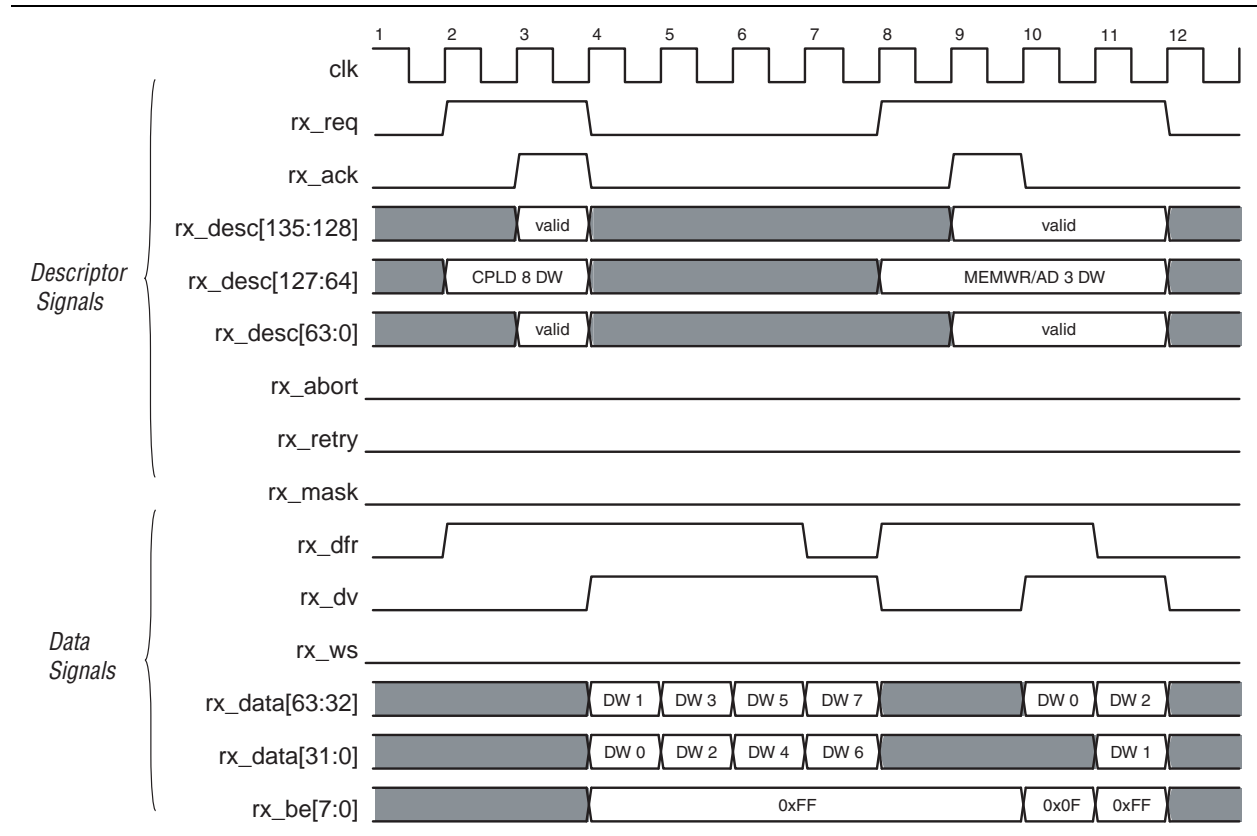 1 2 3 4 5 6 7 8 9 10 11 12
clk
rx_req
rx_ack
rx_desc[135:128] valid valid
Descriptor
Signals
rx_desc[127:64] CPLD 8 DW MEMWR/AD 3 DW
rx_desc[63:0] valid valid
rx_abort
rx_retry
rx_mask
rx_dfr
rx_dv
Data
Signals
rx_ws
rx_data[63:32] DW 1 DW 3 DW 5 DW 7 DW 0 DW 2
rx_data[31:0] DW 0 DW 2 DW 4 DW 6 DW 1
rx_be[7:0] 0xFF 0x0F 0xFF